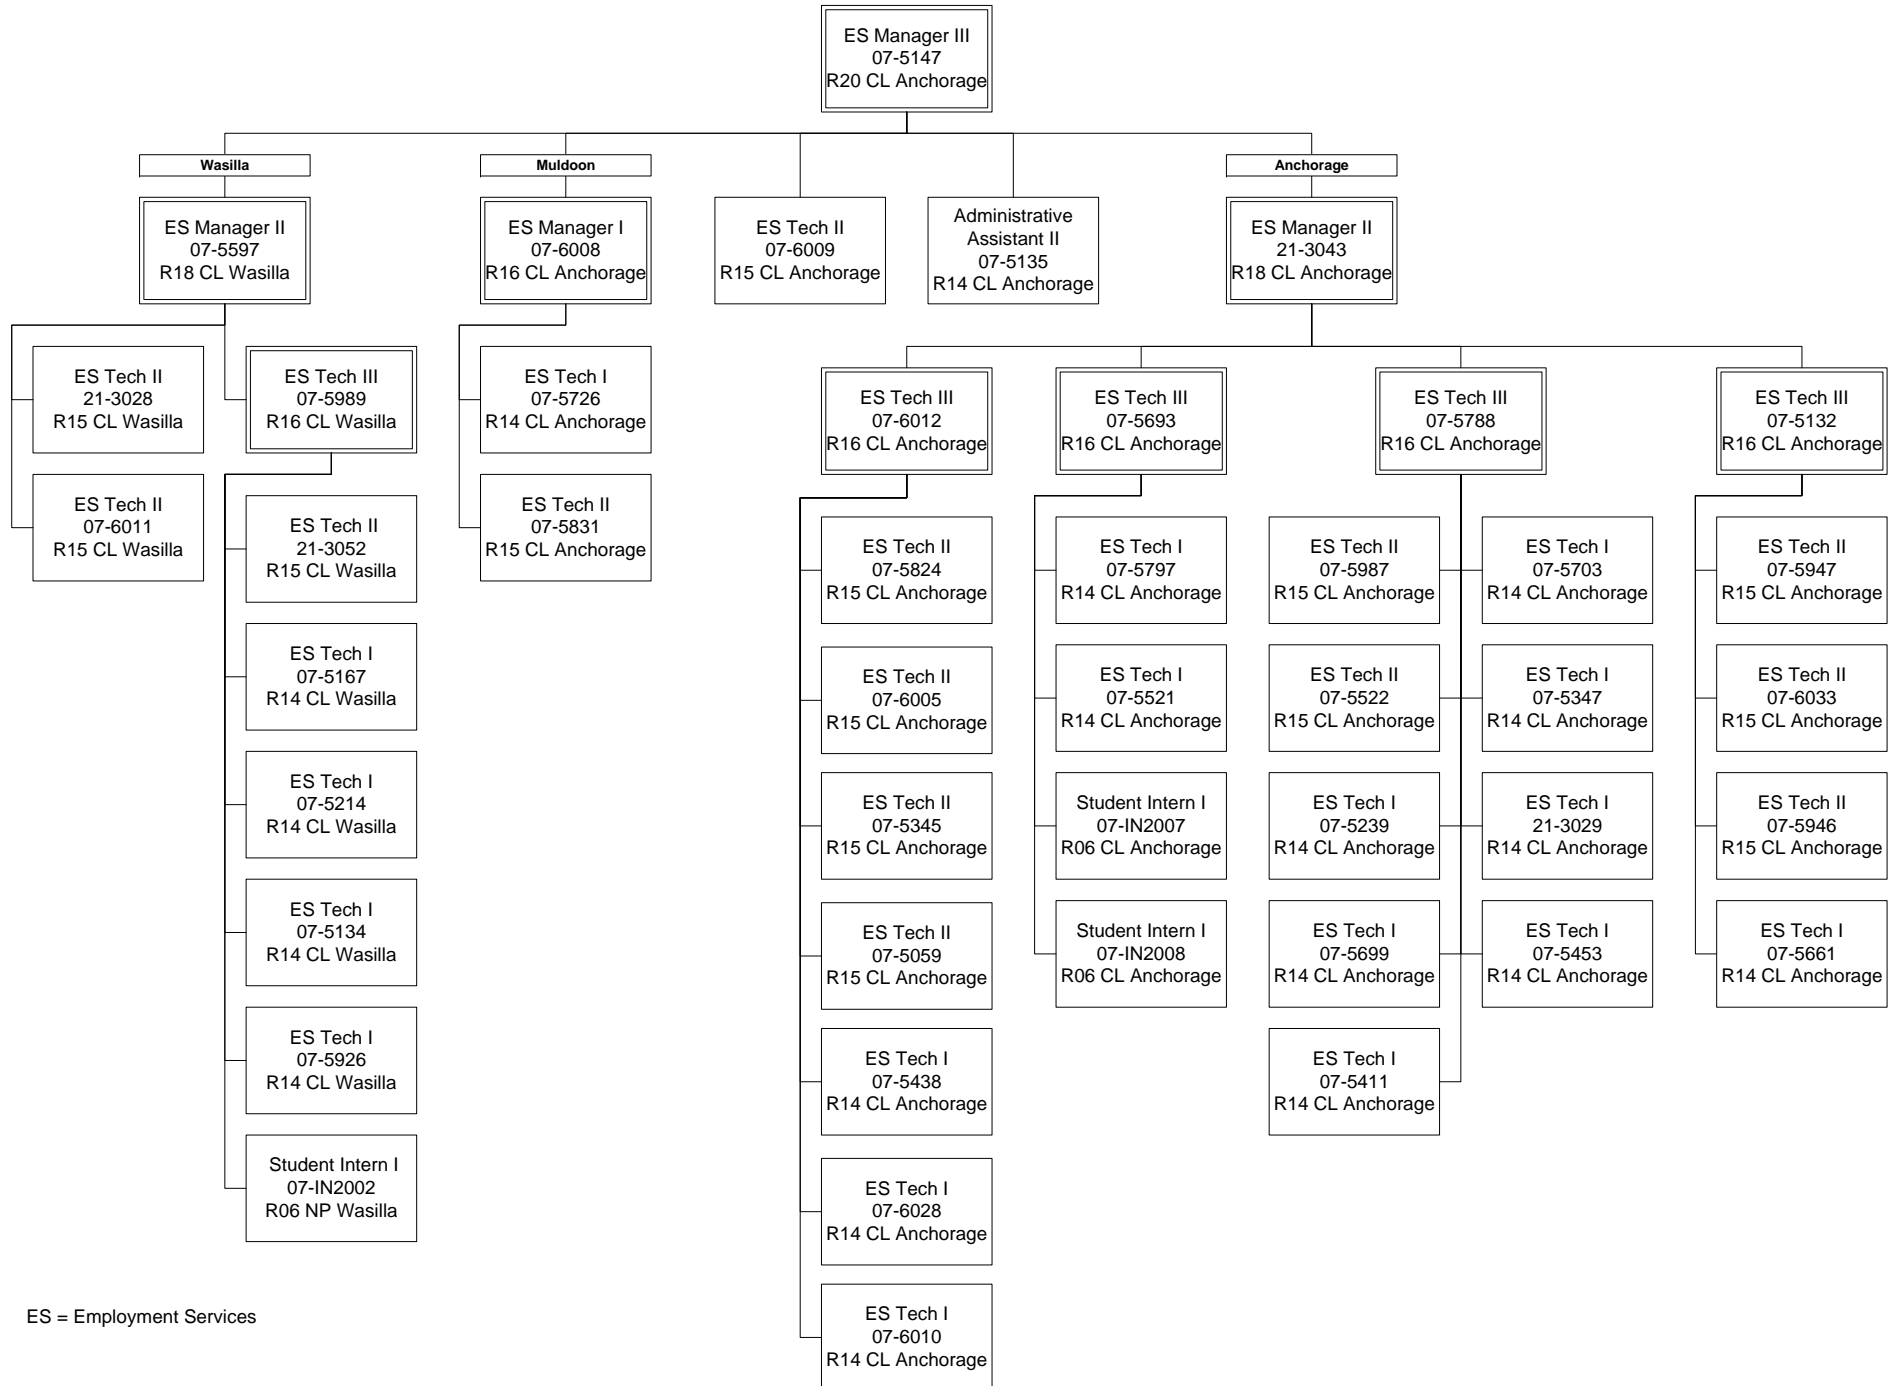 ES Manager III
07-5147
R20 CL Anchorage
Wasilla
Muldoon
Anchorage
ES Manager II
07-5597
R18 CL Wasilla
ES Manager I
07-6008
R16 CL Anchorage
ES Tech II
07-6009
R15 CL Anchorage
Administrative
Assistant II
07-5135
R14 CL Anchorage
ES Manager II
21-3043
R18 CL Anchorage
ES Tech II
21-3028
R15 CL Wasilla
ES Tech II
07-6011
R15 CL Wasilla
ES Tech III
07-5989
R16 CL Wasilla
ES Tech II
21-3052
R15 CL Wasilla
ES Tech I
07-5167
R14 CL Wasilla
ES Tech I
07-5214
R14 CL Wasilla
ES Tech I
07-5134
R14 CL Wasilla
ES Tech I
07-5926
R14 CL Wasilla
Student Intern I
07-IN2002
R06 NP Wasilla
ES Tech I
07-5726
R14 CL Anchorage
ES Tech II
07-5831
R15 CL Anchorage
ES Tech III
07-6012
R16 CL Anchorage
ES Tech II
07-5824
R15 CL Anchorage
ES Tech II
07-6005
R15 CL Anchorage
ES Tech II
07-5345
R15 CL Anchorage
ES Tech II
07-5059
R15 CL Anchorage
ES Tech I
07-5438
R14 CL Anchorage
ES Tech I
07-6028
R14 CL Anchorage
ES Tech I
07-6010
R14 CL Anchorage
ES Tech III
07-5693
R16 CL Anchorage
ES Tech I
07-5797
R14 CL Anchorage
ES Tech I
07-5521
R14 CL Anchorage
Student Intern I
07-IN2007
R06 CL Anchorage
Student Intern I
07-IN2008
R06 CL Anchorage
ES Tech III
07-5788
R16 CL Anchorage
ES Tech II
07-5987
R15 CL Anchorage
ES Tech II
07-5522
R15 CL Anchorage
ES Tech I
07-5239
R14 CL Anchorage
ES Tech I
07-5699
R14 CL Anchorage
ES Tech I
07-5411
R14 CL Anchorage
ES Tech I
07-5703
R14 CL Anchorage
ES Tech I
07-5347
R14 CL Anchorage
ES Tech I
21-3029
R14 CL Anchorage
ES Tech I
07-5453
R14 CL Anchorage
ES Tech III
07-5132
R16 CL Anchorage
ES Tech II
07-5947
R15 CL Anchorage
ES Tech II
07-6033
R15 CL Anchorage
ES Tech II
07-5946
R15 CL Anchorage
ES Tech I
07-5661
R14 CL Anchorage
ES = Employment Services